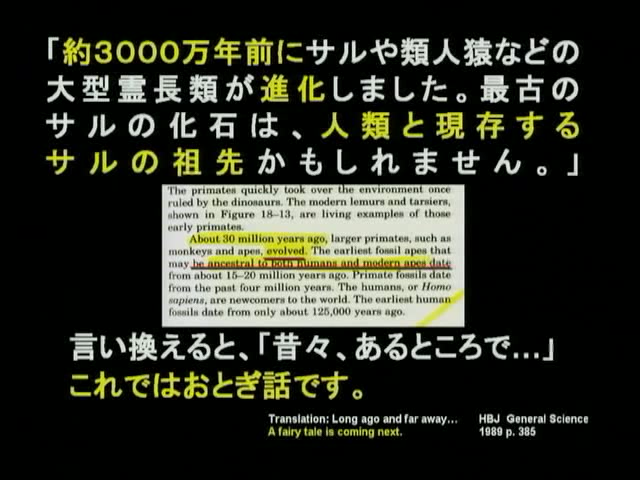 「約3000万年前にサルや類人猿などの
大型霊長類が進化しました。最古の
サルの化石は、人類と現存する
サルの祖先かもしれません。」
The primates quickly took over the environment once
ruled by the dinosaurs. The modern lemurs and tarsiers,
shown in Figure 18–13, are living examples of those
early primates.
About 30 million years ago, larger primates, such as
monkeys and apes, evolved. The earliest fossil apes that
may be ancestral to both humans and modern apes date
from about 15–20 million years ago. Primate fossils date
from the past four million years. The humans, or Homo
sapiens, are newcomers to the world. The earliest human
fossils date from only about 125,000 years ago.
言い換えると、「昔々、あるところで…」
これではおとぎ話です。
Translation: Long ago and far away…
A fairy tale is coming next.
HBJ General Science
1989 p. 385